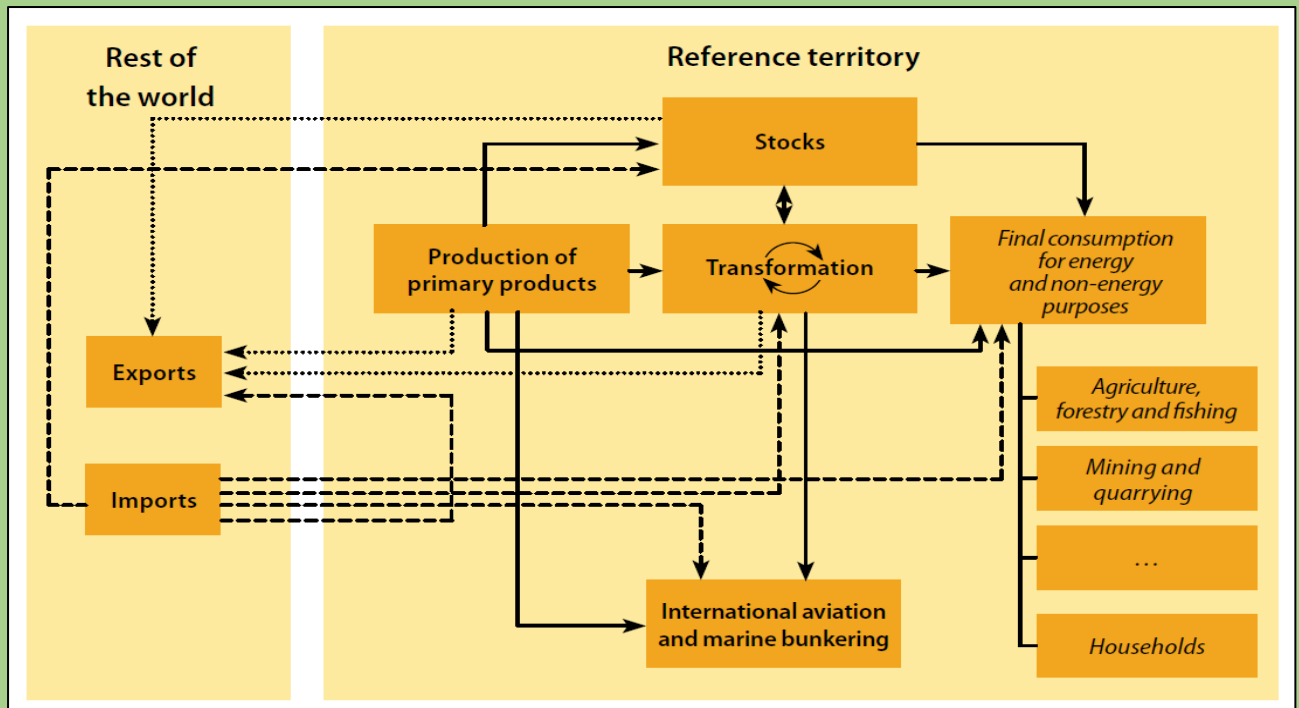 Rest of
the world
Reference territory
Stocks
Production of
primary products
Transformation
Final consumption
for energy
and non-energy
purposes
Exports
Imports
Agriculture,
forestry and fishing
Mining and
quarrying
...
International aviation
and marine bunkering
Households